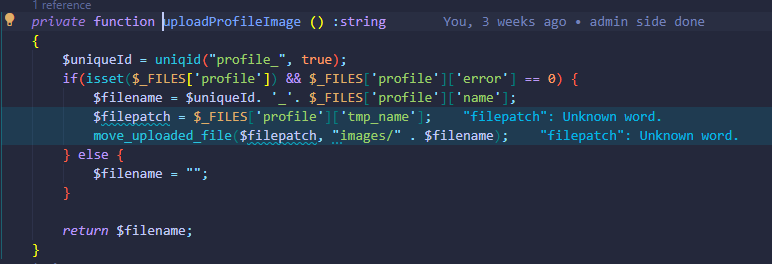 1 reference
private function uploadProfileImage () :string You, 3 weeks ago • admin side done
{
$uniqueId = uniqid("profile_", true);
if(isset($_FILES['profile']) && $_FILES['profile']['error'] == 0) {
$filename = $uniqueId. '_'. $_FILES['profile']['name'];
$filepatch = $_FILES['profile']['tmp_name']; "filepatch": Unknown word.
move_uploaded_file($filepatch, "images/" . $filename); "filepatch": Unknown word.
} else {
$filename = "";
}
return $filename;
}